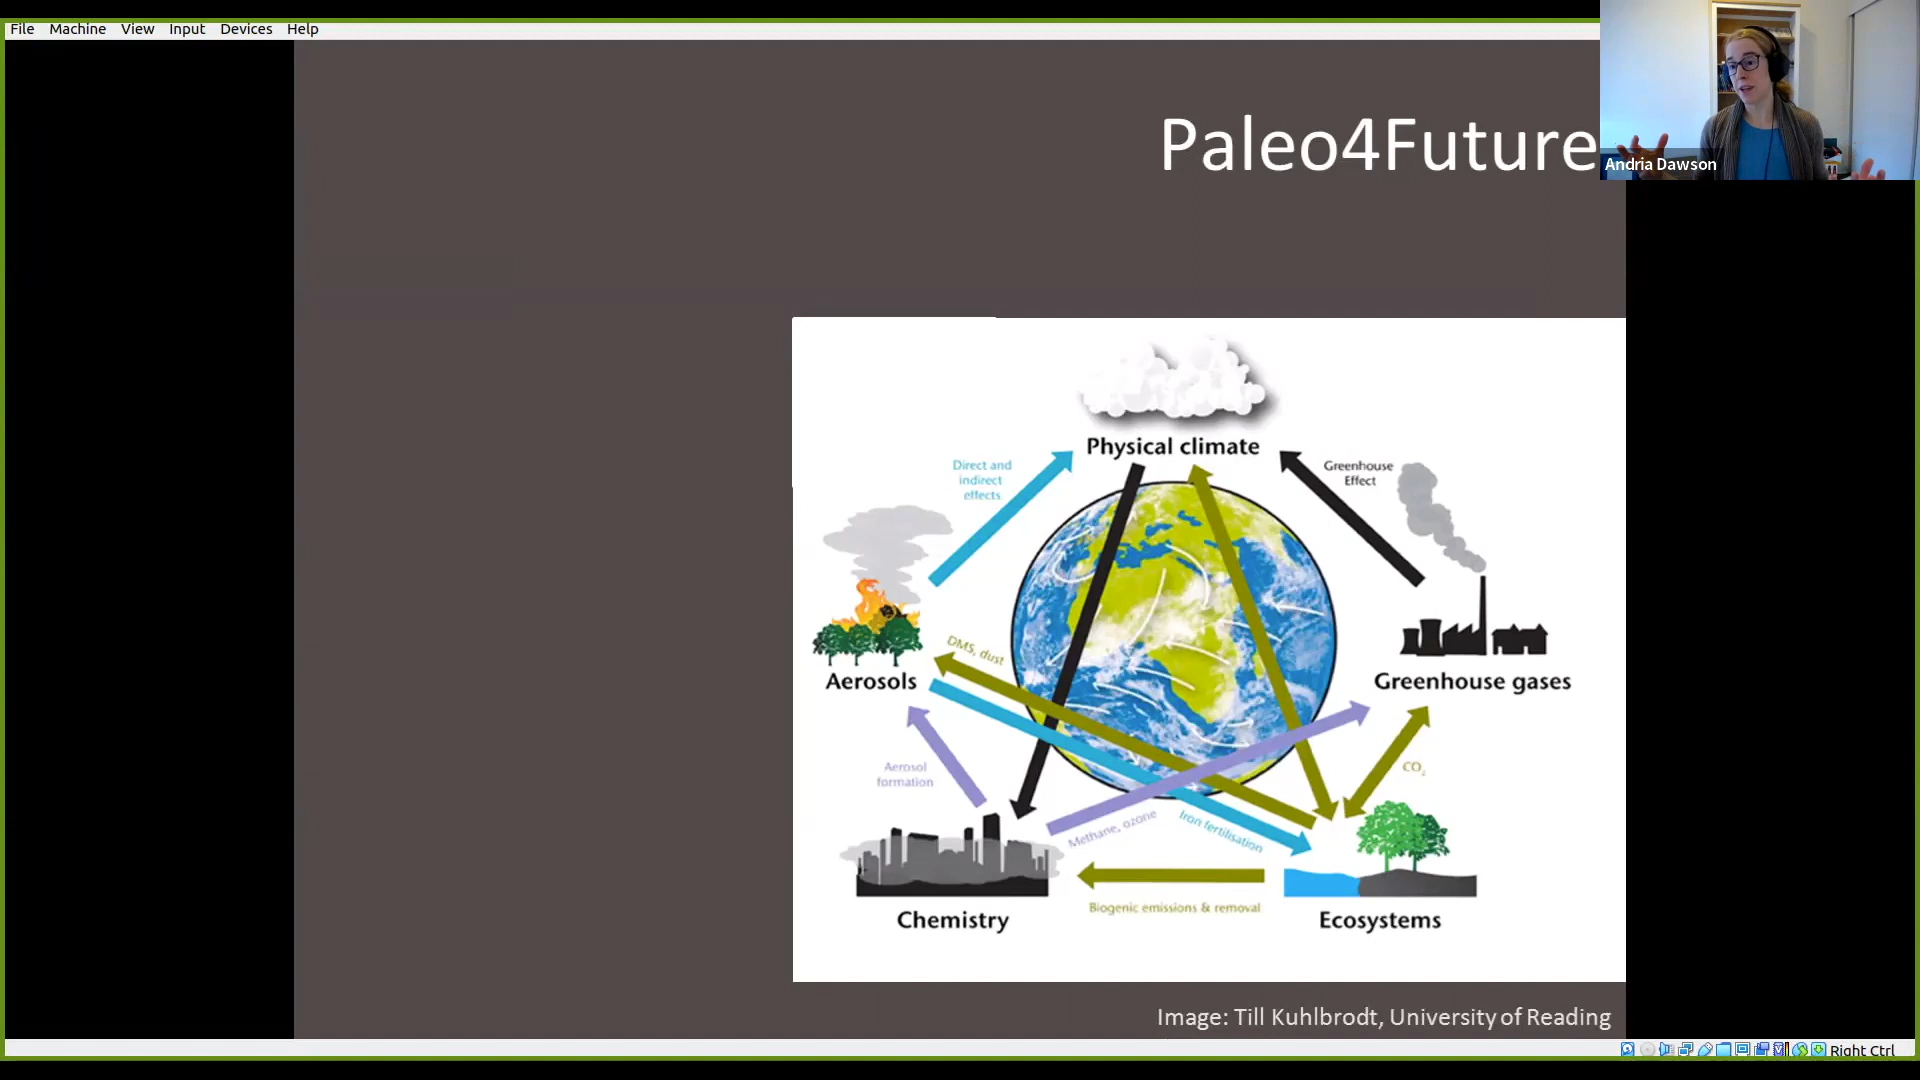 File Machine View Input Devices Help
Paleo4Future
Andria Dawson
Physical climate
Direct and
indirect
effects
Greenhouse
Effect
DMS, dust
Aerosols
Greenhouse gases
Aerosol
formation
CO₂
Methane, ozone
Iron fertilisation
Biogenic emissions & removal
Chemistry
Ecosystems
Image: Till Kuhlbrodt, University of Reading
Right Ctrl